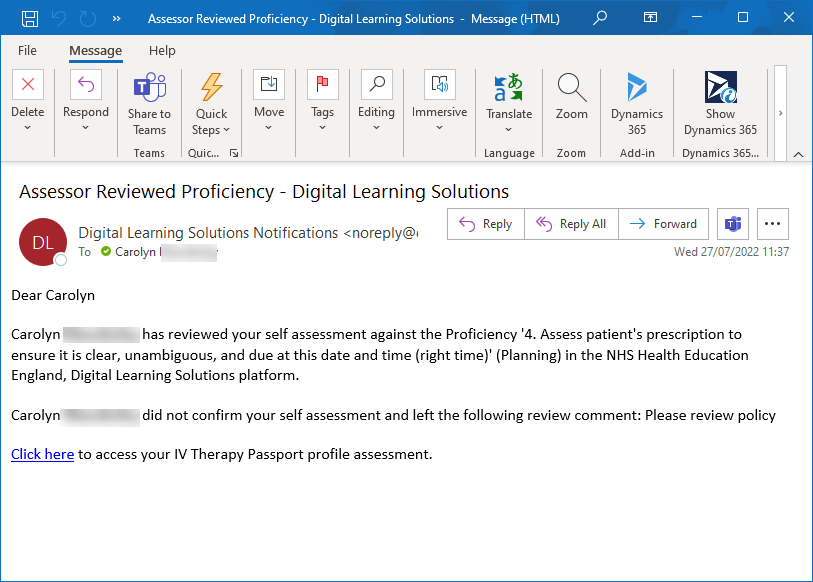 Assessor Reviewed Proficiency - Digital Learning Solutions - Message (HTML)
File Message Help
Delete
Respond
Share to
Teams
Teams
Quick
Steps
Quic...
Move
Tags
Editing
Immersive
Translate
Language
Zoom
Zoom
Dynamics
365
Add-in
Show
Dynamics 365
Dynamics 365...
Assessor Reviewed Proficiency - Digital Learning Solutions
DL
Digital Learning Solutions Notifications <noreply@
To Carolyn
Reply
Reply All
Forward
Wed 27/07/2022 11:37
Dear Carolyn
Carolyn has reviewed your self assessment against the Proficiency '4. Assess patient's prescription to
ensure it is clear, unambiguous, and due at this date and time (right time)' (Planning) in the NHS Health Education
England, Digital Learning Solutions platform.
Carolyn did not confirm your self assessment and left the following review comment: Please review policy
Click here to access your IV Therapy Passport profile assessment.